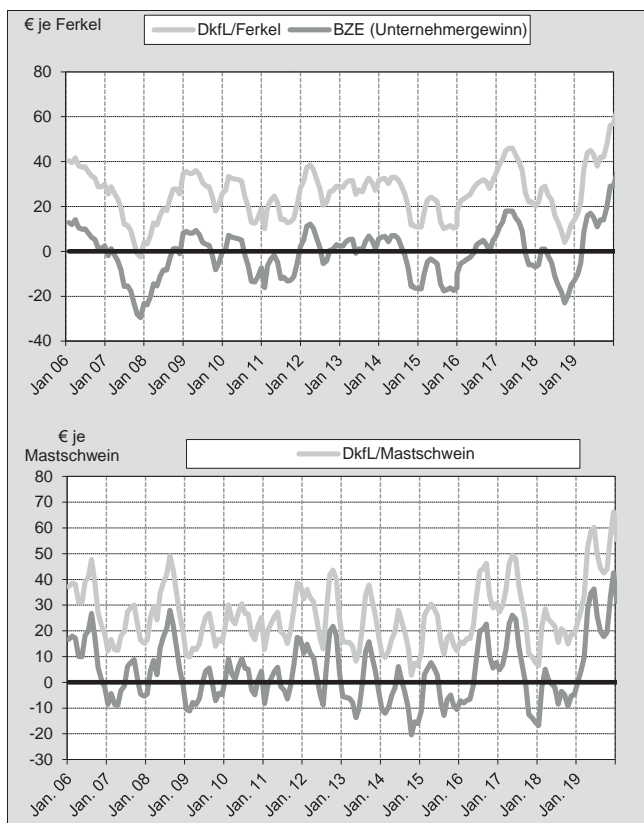 € je Ferkel
DkfL/Ferkel BZE (Unternehmergewinn)
80
60
40
20
0
-20
-40
Jan 06 Jan 07 Jan 08 Jan 09 Jan 10 Jan 11 Jan 12 Jan 13 Jan 14 Jan 15 Jan 16 Jan 17 Jan 18 Jan 19
€ je
Mastschwein
DkfL/Mastschwein
80
70
60
50
40
30
20
10
0
-10
-20
-30
Jan. 06 Jan. 07 Jan. 08 Jan. 09 Jan. 10 Jan. 11 Jan. 12 Jan. 13 Jan. 14 Jan. 15 Jan. 16 Jan. 17 Jan. 18 Jan. 19